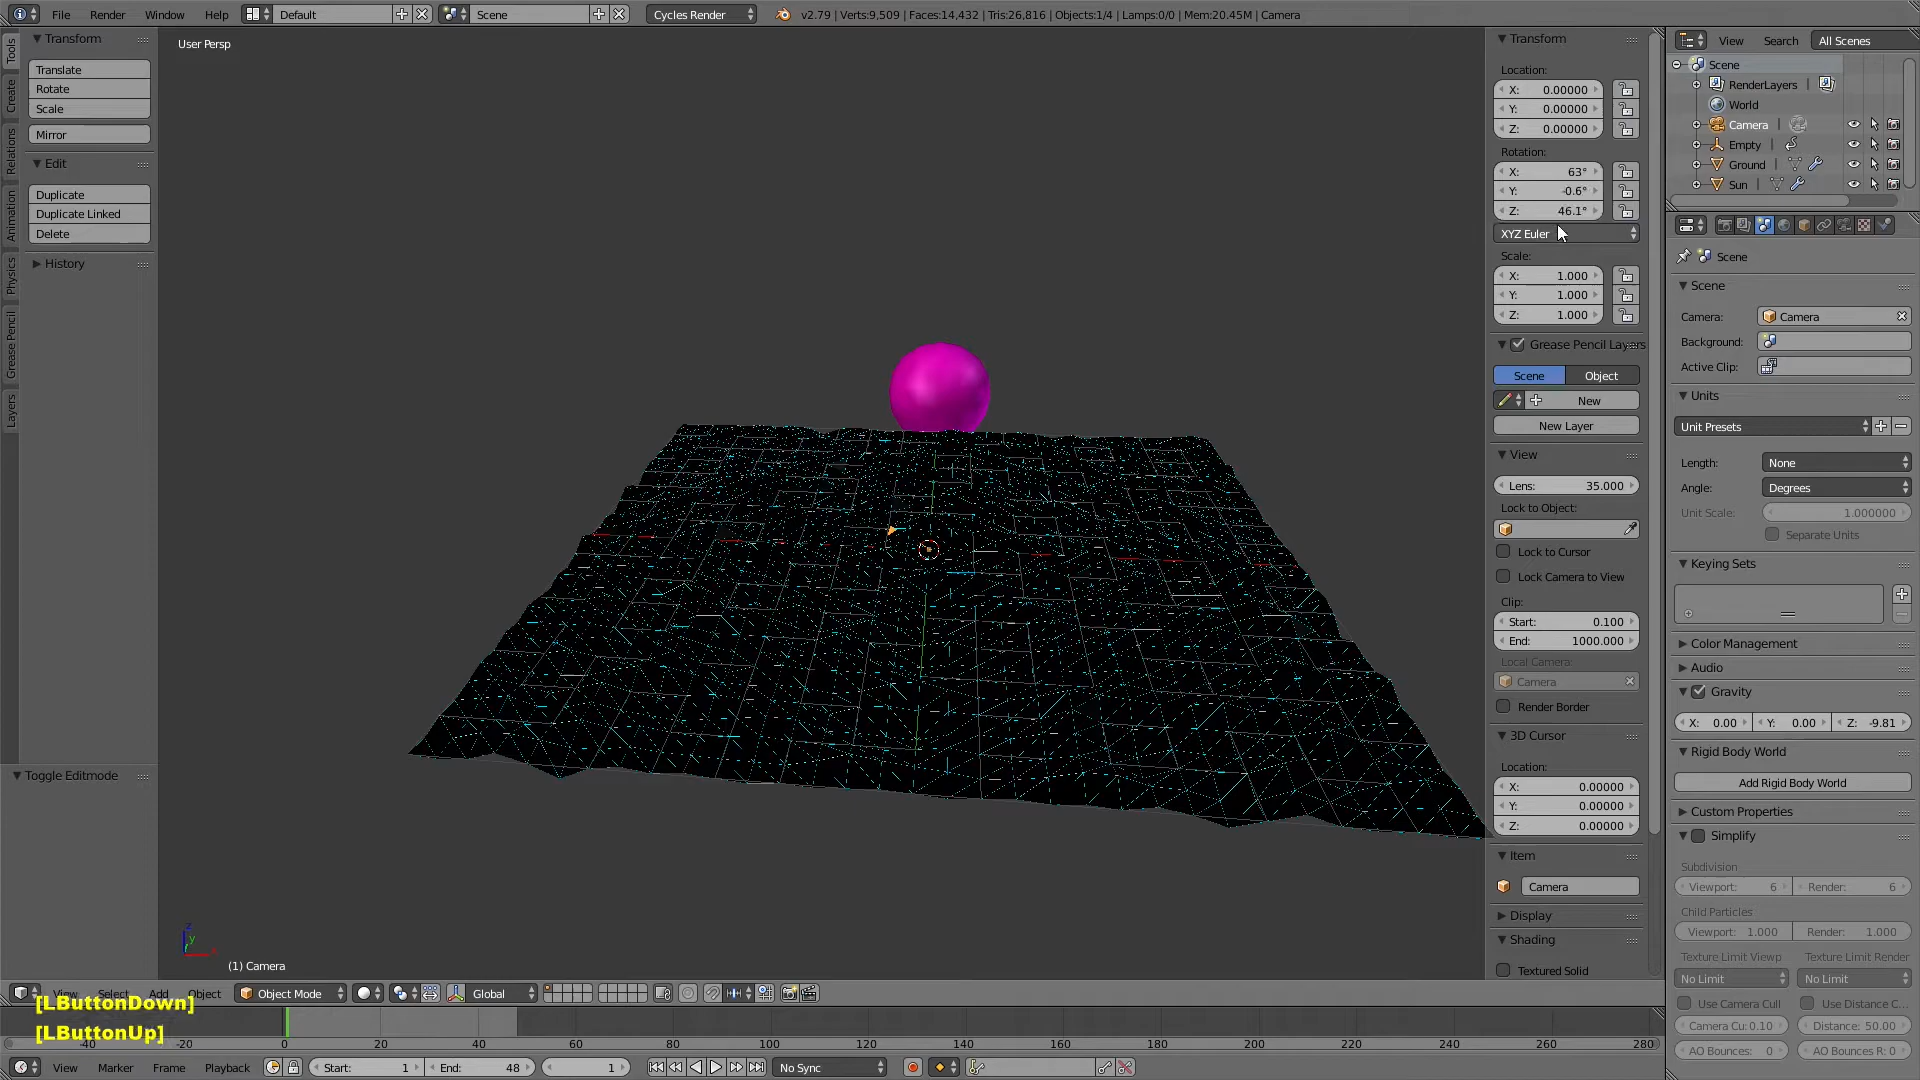 File Render Window Help Default Scene Cycles Render v2.79 | Verts:9,509 | Faces:14,432 | Tris:26,816 | Objects:1/4 | Lamps:0/0 | Mem:20.45M | Camera
Tools
Create
Relations
Animation
Physics
Grease Pencil
Layers
Transform
Translate
Rotate
Scale
Mirror
Edit
Duplicate
Duplicate Linked
Delete
History
Toggle Editmode
User Persp
(1) Camera
Transform
Location:
X: 0.00000
Y: 0.00000
Z: 0.00000
Rotation:
X: 63°
Y: -0.6°
Z: 46.1°
XYZ Euler
Scale:
X: 1.000
Y: 1.000
Z: 1.000
Grease Pencil Layers
Scene Object
New
New Layer
View
Lens: 35.000
Lock to Object:
Lock to Cursor
Lock Camera to View
Clip:
Start: 0.100
End: 1000.000
Local Camera:
Camera
Render Border
3D Cursor
Location:
X: 0.00000
Y: 0.00000
Z: 0.00000
Item
Camera
Display
Shading
Textured Solid
View Search All Scenes
Scene
RenderLayers
World
Camera
Empty
Ground
Sun
Scene
Scene
Camera: Camera
Background:
Active Clip:
Units
Unit Presets
Length: None
Angle: Degrees
Unit Scale: 1.000000
Separate Units
Keying Sets
Color Management
Audio
Gravity
X: 0.00 Y: 0.00 Z: -9.81
Rigid Body World
Add Rigid Body World
Custom Properties
Simplify
Subdivision
Viewport: 6 Render: 6
Child Particles
Viewport: 1.000 Render: 1.000
Texture Limit Viewp Texture Limit Render
No Limit No Limit
Use Camera Cull Use Distance C...
Camera Cu: 0.10 Distance: 50.00
AO Bounces: 0 AO Bounces R: 0
View Select Add Object Object Mode Global
[LButtonDown]
[LButtonUp]
-40 -20 0 20 40 60 80 100 120 140 160 180 200 220 240 260 280
View Marker Frame Playback Start: 1 End: 48 1 No Sync
z
y
x